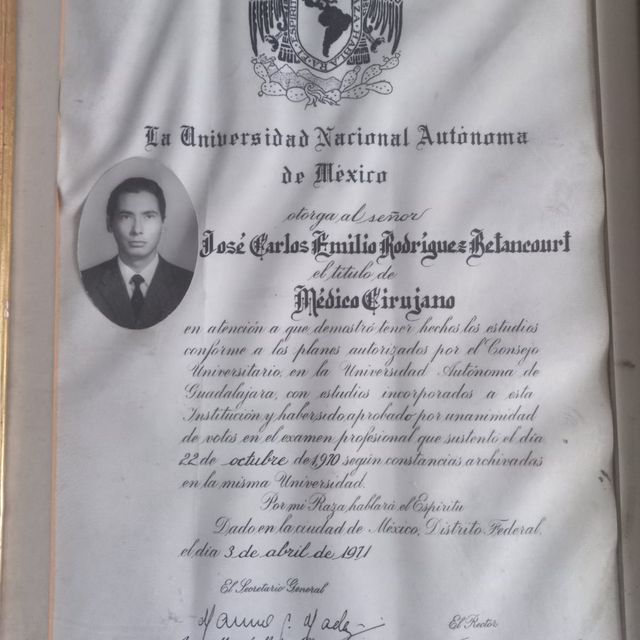 ESPIRITU
RAZA HABLARA EL
La Universidad Nacional Autónoma
de México
otorga al señor
José Carlos Emilio Rodríguez Betancourt
el título de
Médico Cirujano
en atención a que demostró tener hechos los estudios
conforme a los planes autorizados por el Consejo
Universitario, en la Universidad Autónoma de
Guadalajara, con estudios incorporados a esta
Institución y haber sido aprobado por unanimidad
de votos en el examen profesional que sustentó el día
22 de octubre de 1970 según constancias archivadas
en la misma Universidad.
Por mi Raza hablará el Espíritu
Dado en la ciudad de México, Distrito Federal,
el día 3 de abril de 1971
El Secretario General
El Rector